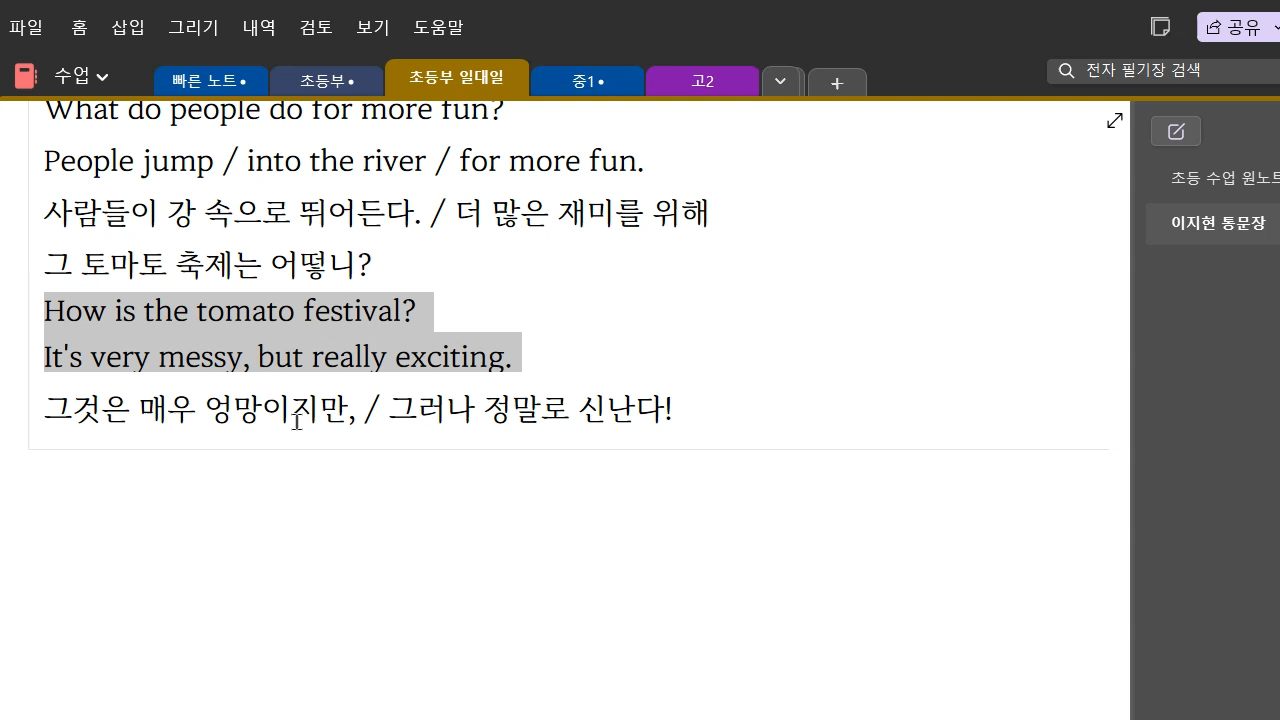 파일 홈 삽입 그리기 내역 검토 보기 도움말 공유
수업 빠른 노트 초등부 초등부 일대일 중1 고2 + 전자 필기장 검색
What do people do for more fun?
People jump / into the river / for more fun.
사람들이 강 속으로 뛰어든다. / 더 많은 재미를 위해
그 토마토 축제는 어떻니?
How is the tomato festival?
It's very messy, but really exciting.
그것은 매우 엉망이지만, / 그러나 정말로 신난다!
초등 수업 원노트
이지현 통문장